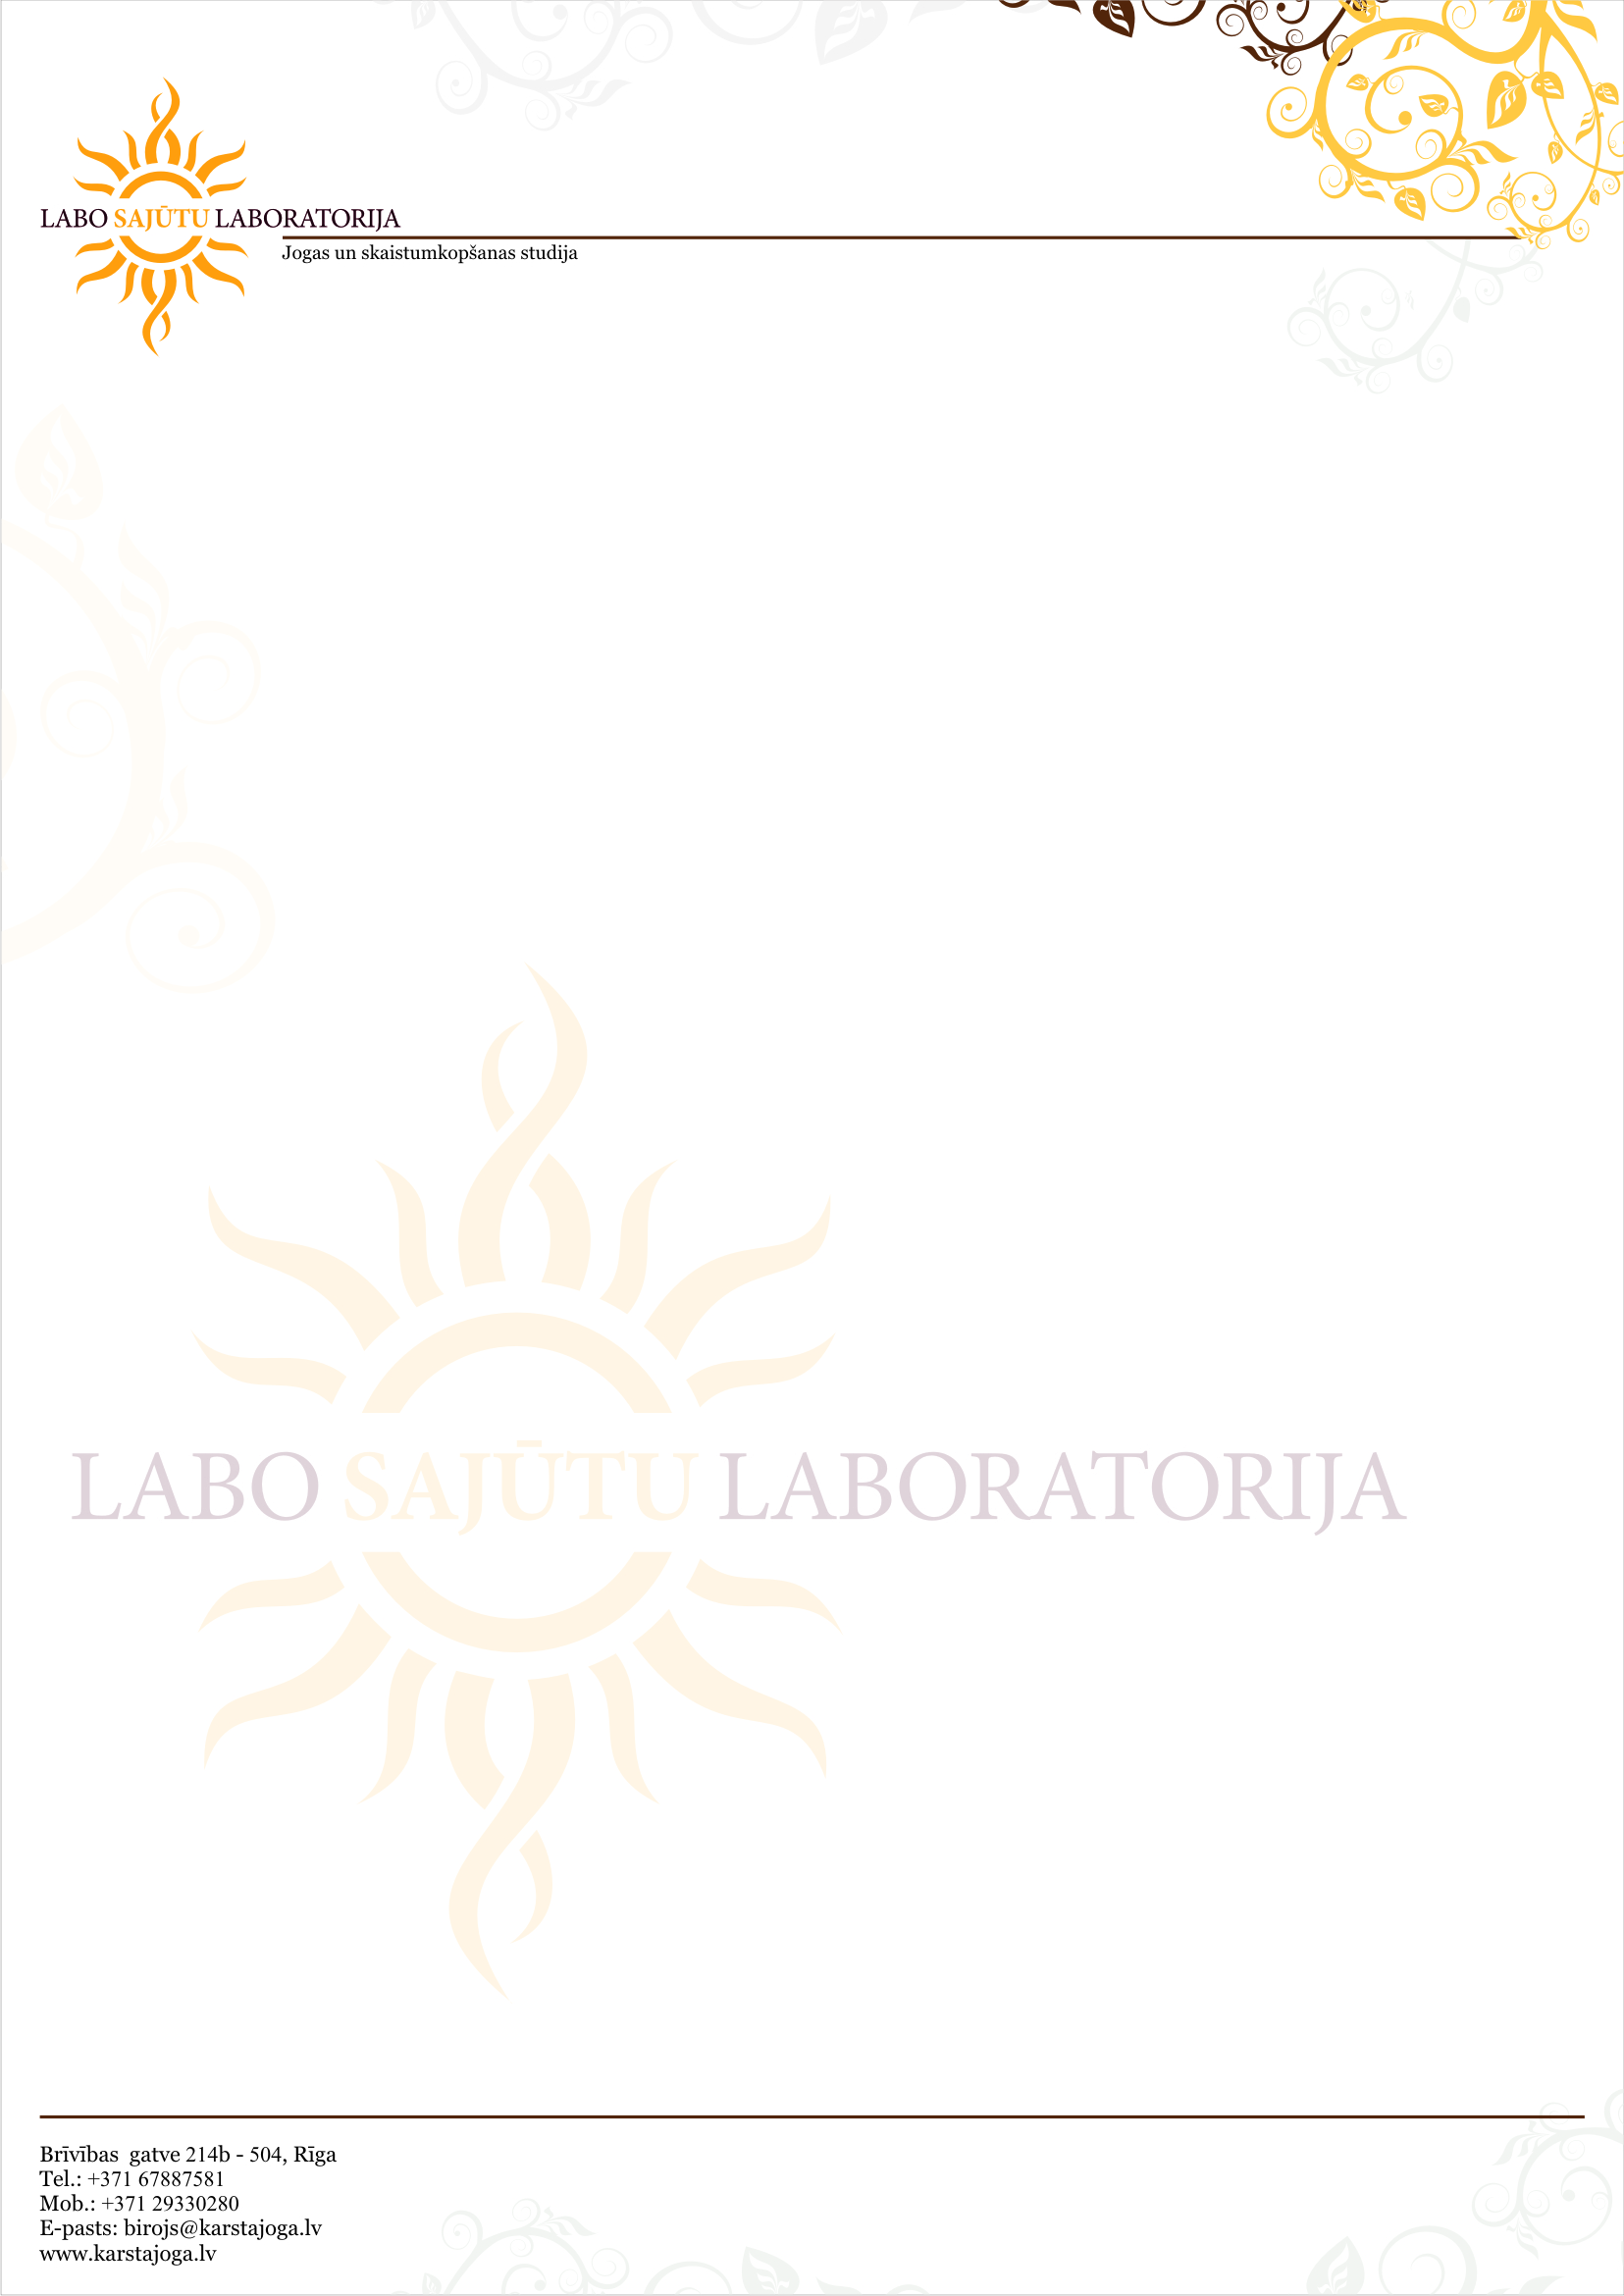 LABO SAJŪTU LABORATORIJA
Jogas un skaistumkopšanas studija
LABO SAJŪTU LABORATORIJA
Brīvības gatve 214b - 504, Rīga
Tel.: +371 67887581
Mob.: +371 29330280
E-pasts: birojs@karstajoga.lv
www.karstajoga.lv